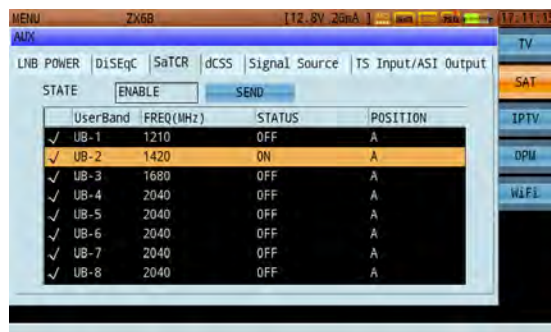 MENU ZX6B [12.8V 20mA ] 17:11:1
AUX
TV
LNB POWER DiSEqC SaTCR dCSS Signal Source TS Input/ASI Output
STATE ENABLE SEND
SAT
UserBand FREQ(MHz) STATUS POSITION
IPTV
✓ UB-1 1210 OFF A
✓ UB-2 1420 ON A
OPM
✓ UB-3 1680 OFF A
✓ UB-4 2040 OFF A
WiFi
✓ UB-5 2040 OFF A
✓ UB-6 2040 OFF A
✓ UB-7 2040 OFF A
✓ UB-8 2040 OFF A